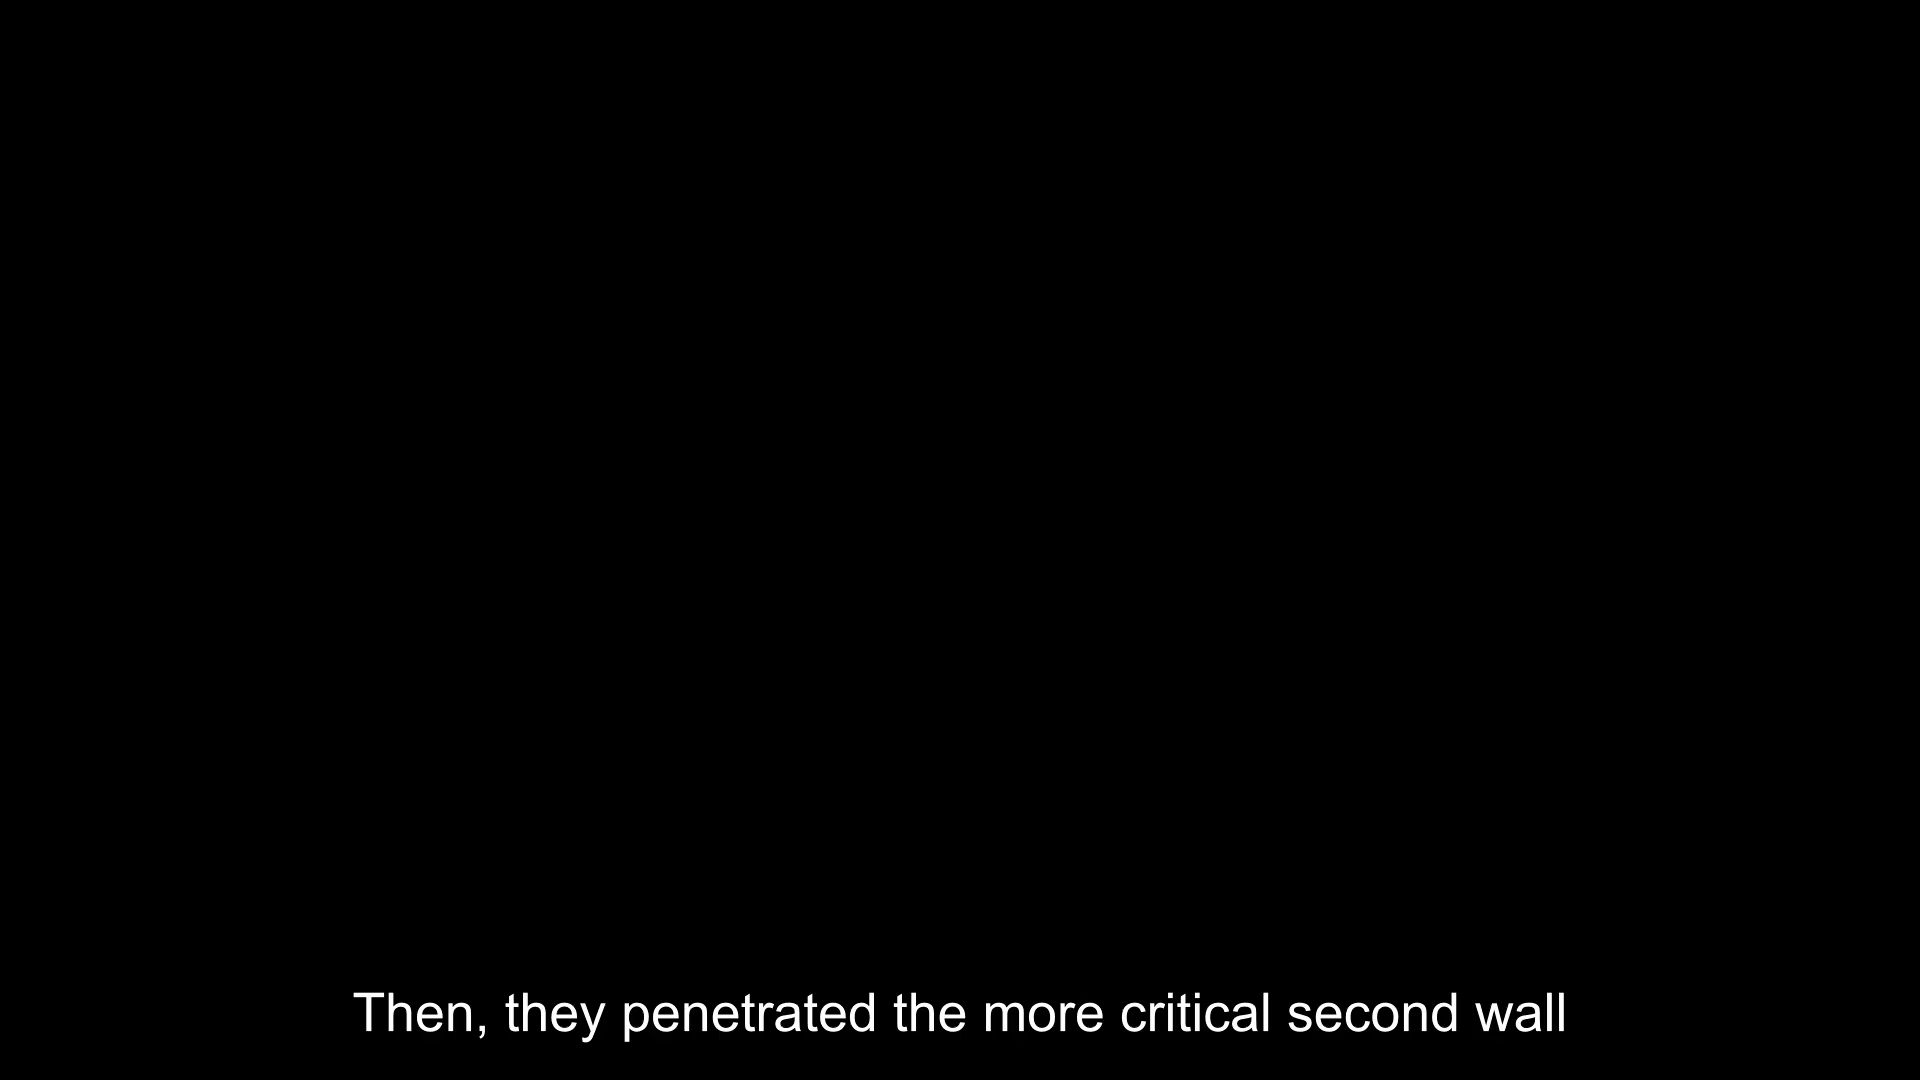 Then, they penetrated the more critical second wall